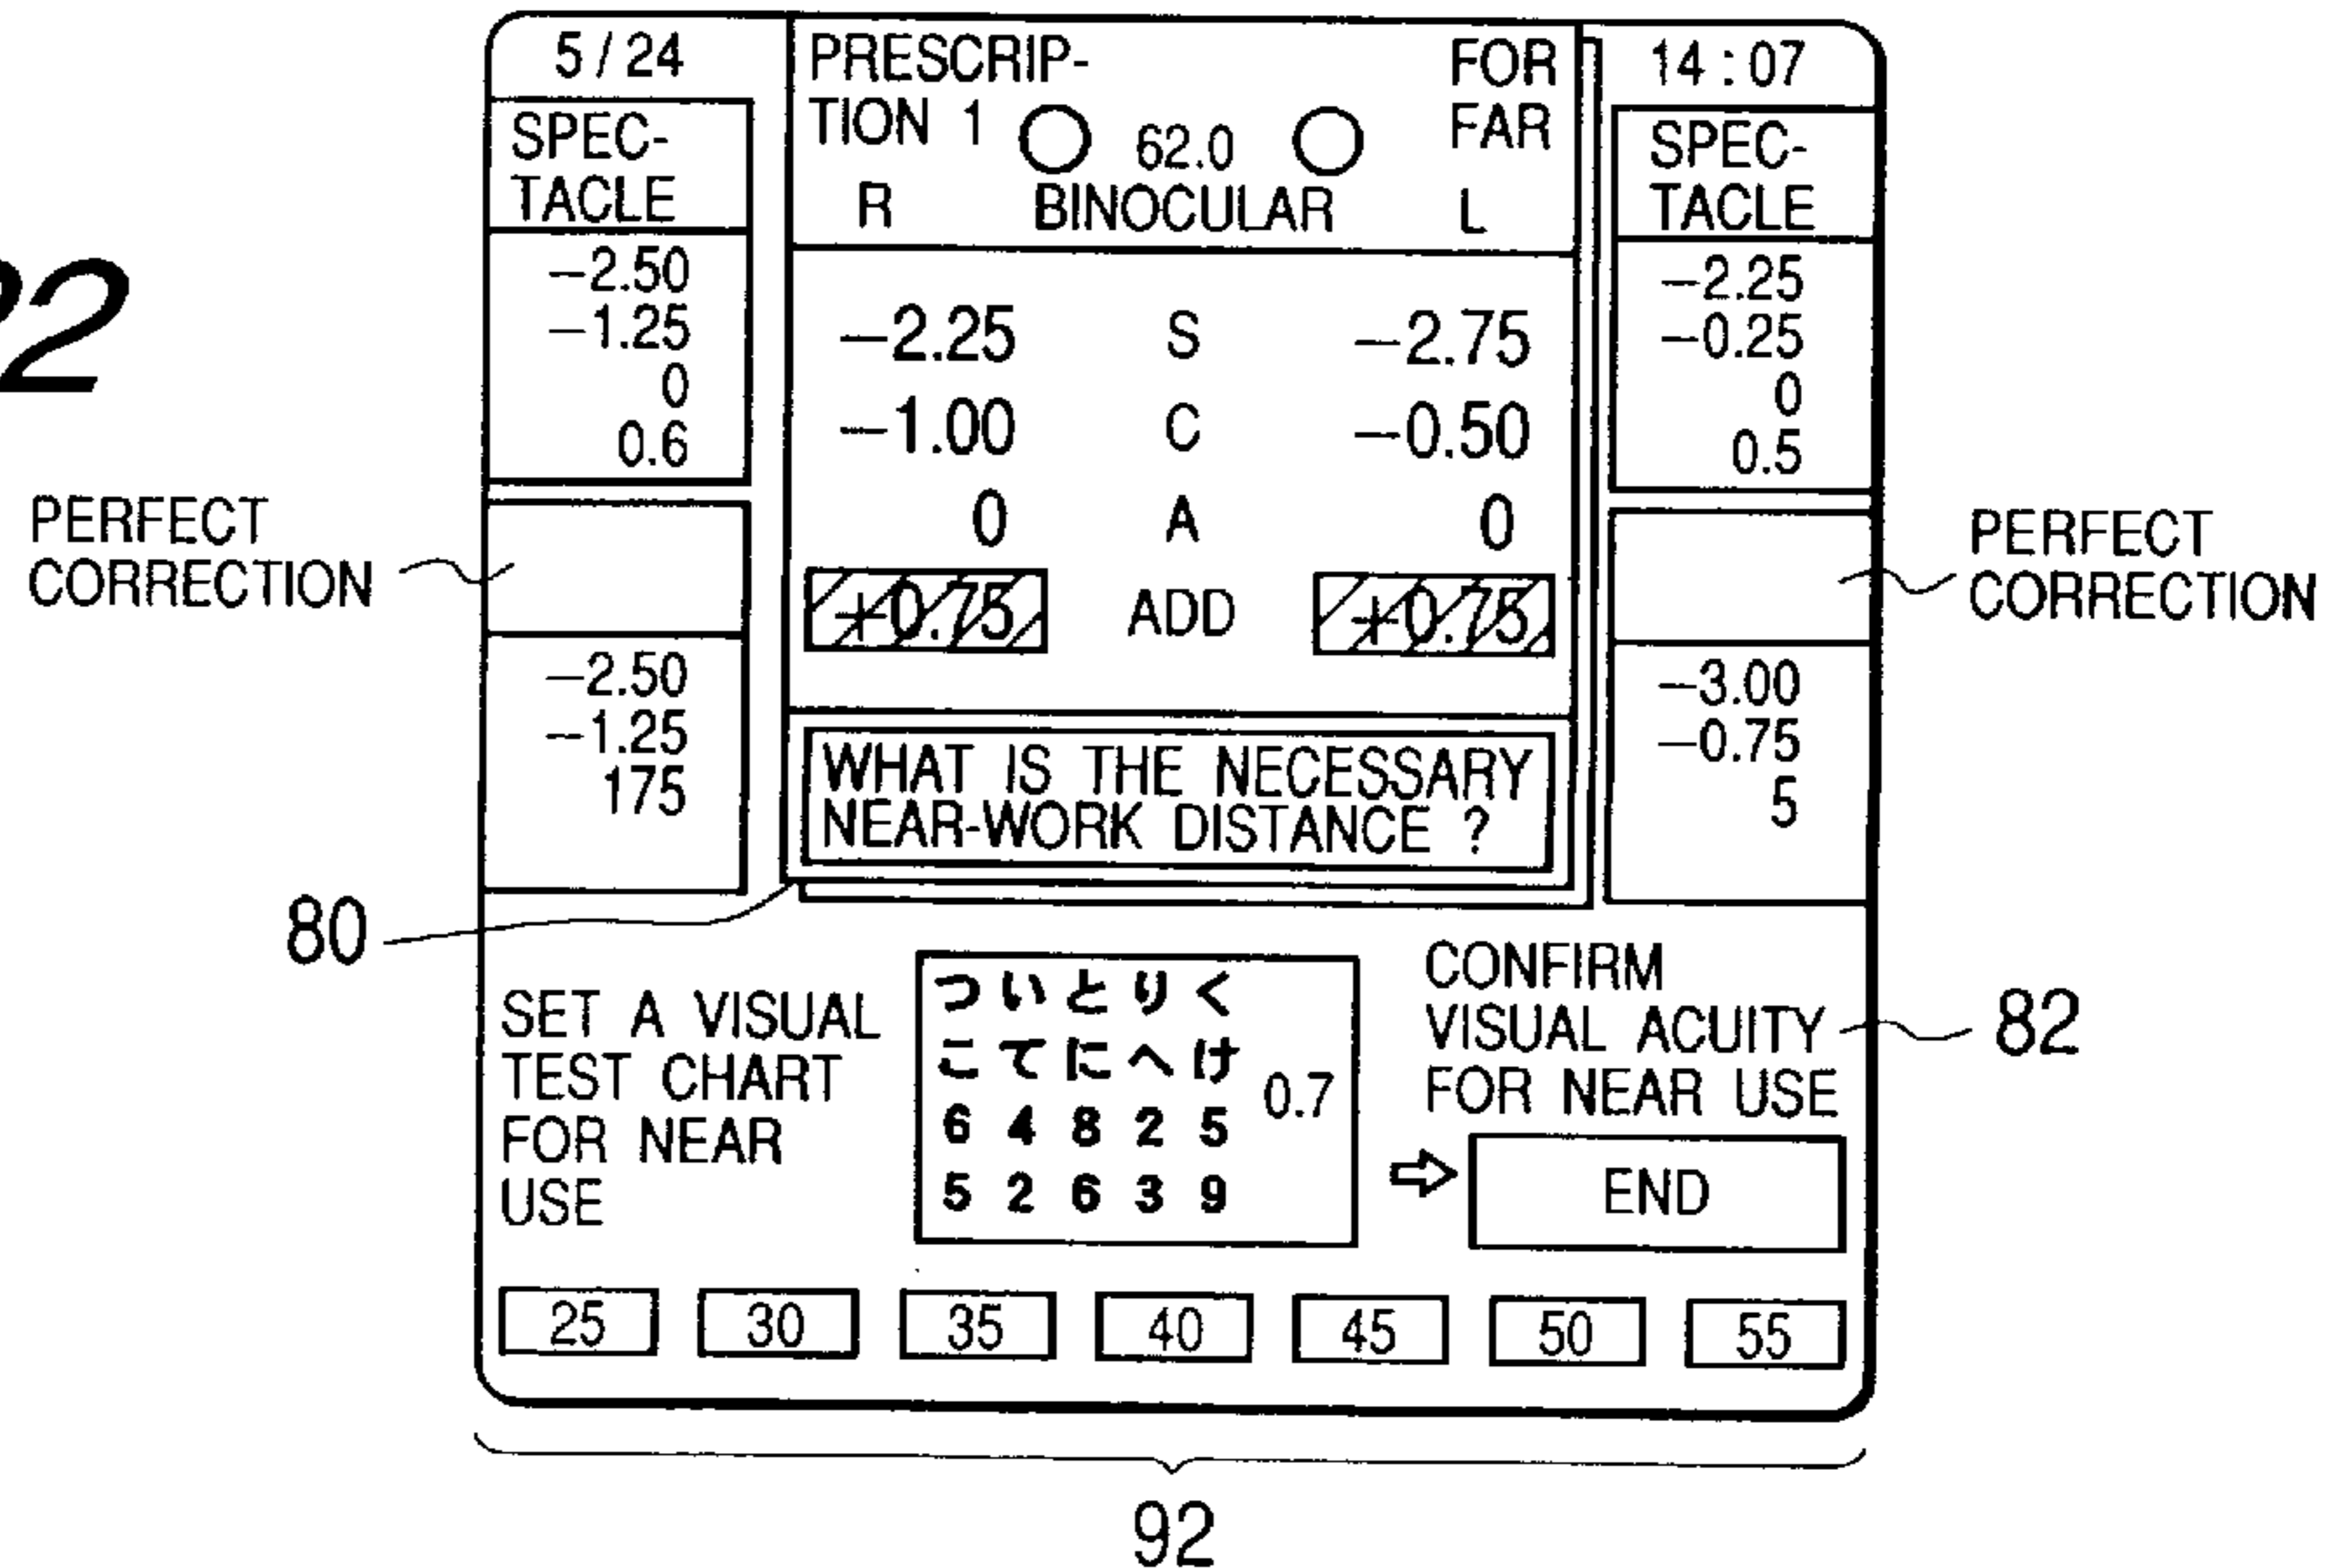 5/24
PRESCRIP-
TION 1
62.0
FOR
FAR
14:07
SPEC-
TACLE
R
BINOCULAR
L
SPEC-
TACLE
-2.50
-1.25
0
0.6
-2.25 S -2.75
-1.00 C -0.50
0 A 0
+0.75 ADD +0.75
-2.25
-0.25
0
0.5
PERFECT
CORRECTION
-2.50
-1.25
175
PERFECT
CORRECTION
-3.00
-0.75
5
WHAT IS THE NECESSARY
NEAR-WORK DISTANCE ?
80
SET A VISUAL
TEST CHART
FOR NEAR
USE
ついとりく
こてにへけ
6 4 8 2 5
5 2 6 3 9
0.7
CONFIRM
VISUAL ACUITY
FOR NEAR USE
82
END
25 30 35 40 45 50 55
92